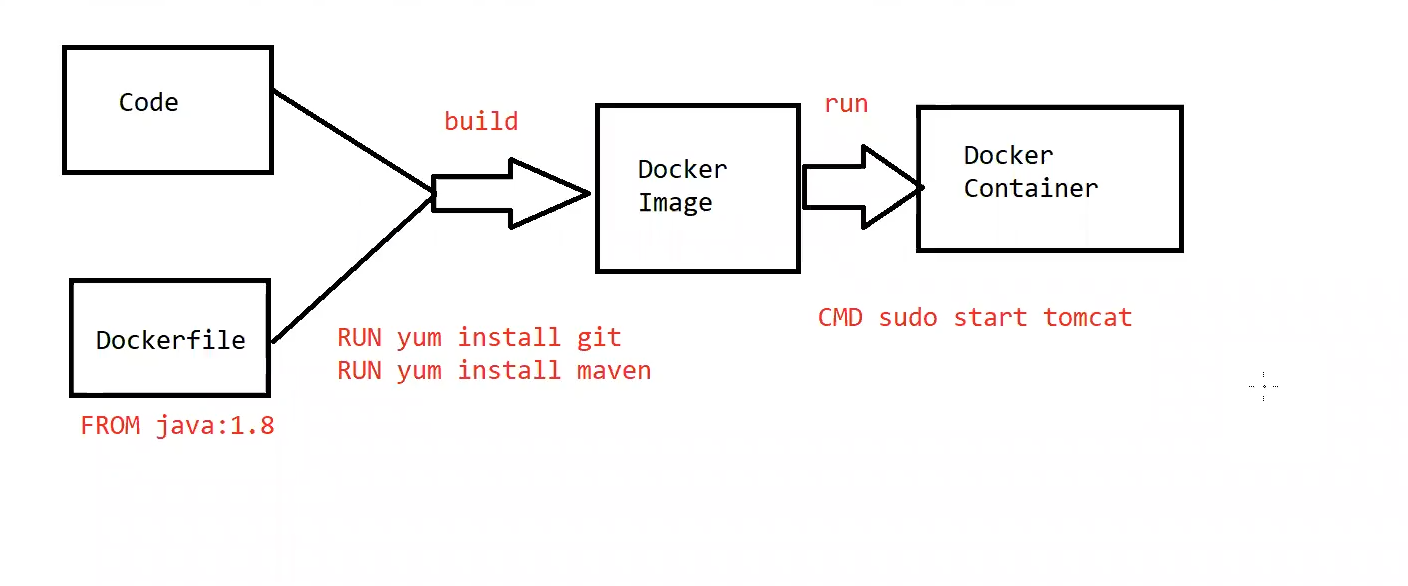 Code
build
run
Docker
Image
Docker
Container
Dockerfile
RUN yum install git
RUN yum install maven
CMD sudo start tomcat
FROM java:1.8